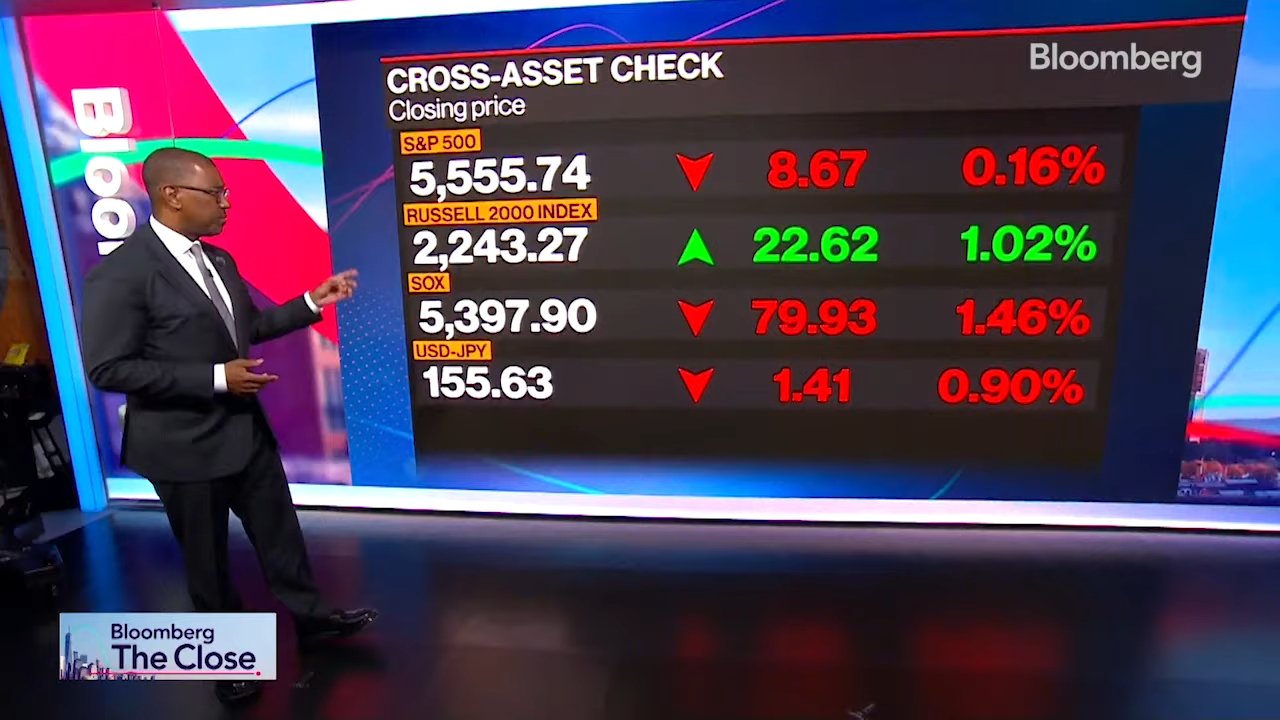 Bloomberg
CROSS-ASSET CHECK
Closing price
S&P 500
5,555.74 8.67 0.16%
RUSSELL 2000 INDEX
2,243.27 22.62 1.02%
SOX
5,397.90 79.93 1.46%
USD-JPY
155.63 1.41 0.90%
Bloom
Bloomberg
The Close